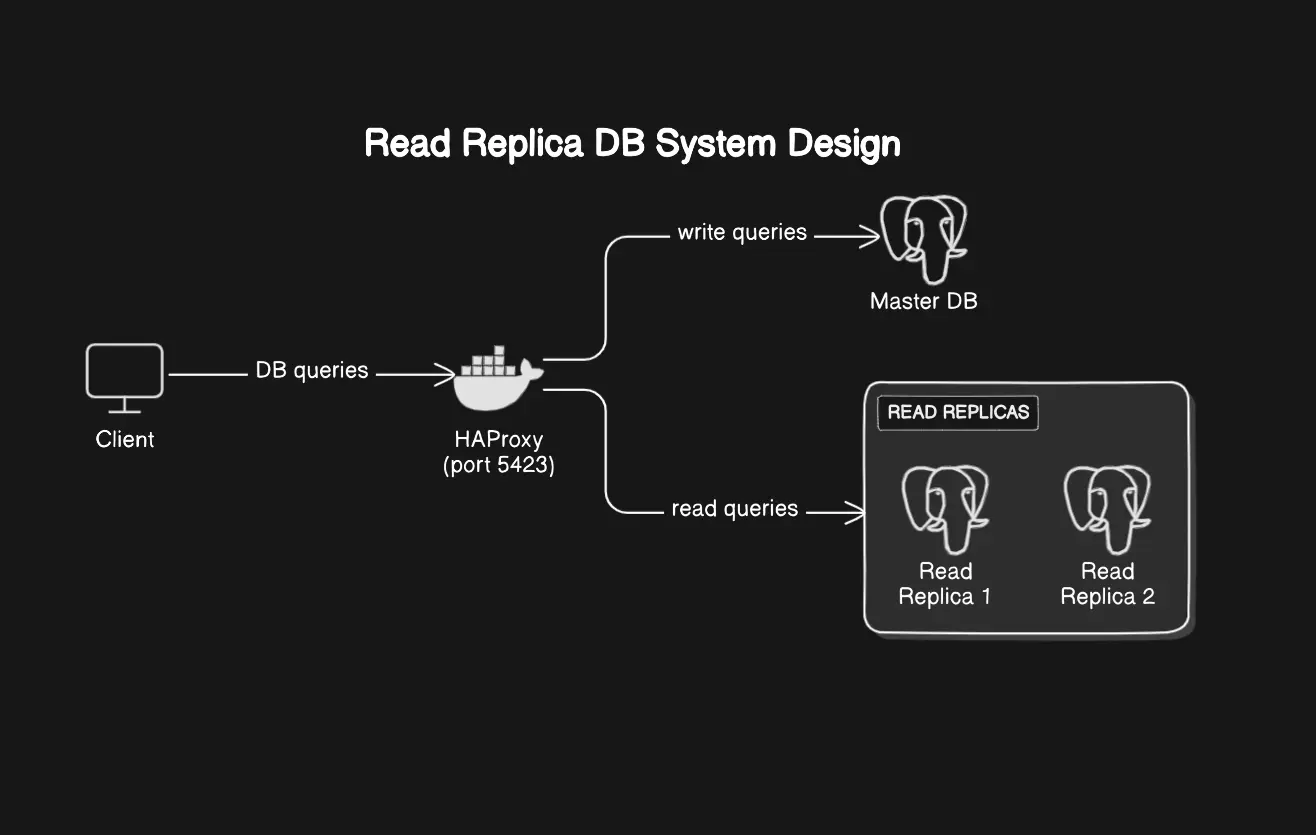 Read Replica DB System Design
write queries
Master DB
DB queries
Client
HAProxy
(port 5423)
READ REPLICAS
read queries
Read
Replica 1
Read
Replica 2